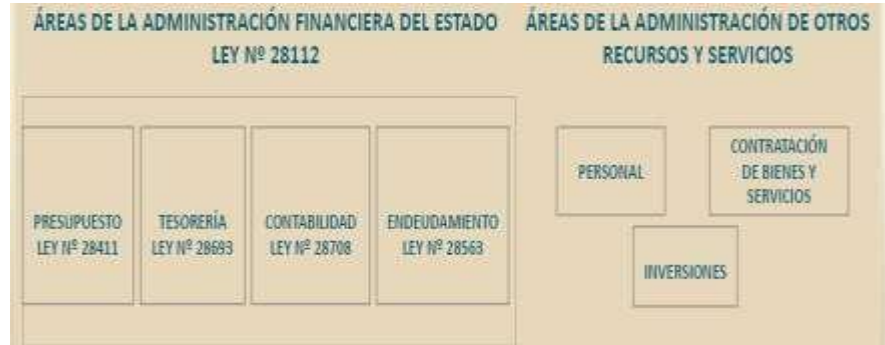 ÁREAS DE LA ADMINISTRACIÓN FINANCIERA DEL ESTADO
LEY Nº 28112
ÁREAS DE LA ADMINISTRACIÓN DE OTROS
RECURSOS Y SERVICIOS
PRESUPUESTO
LEY Nº 28411
TESORERÍA
LEY Nº 28693
CONTABILIDAD
LEY Nº 28708
ENDEUDAMIENTO
LEY Nº 28563
PERSONAL
CONTRATACIÓN
DE BIENES Y
SERVICIOS
INVERSIONES